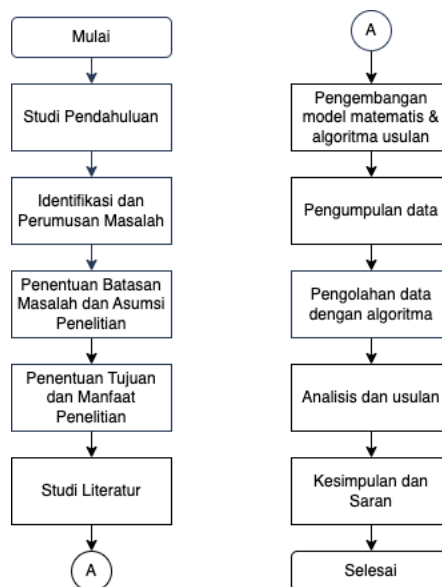 Mulai
Studi Pendahuluan
Identifikasi dan
Perumusan Masalah
Penentuan Batasan
Masalah dan Asumsi
Penelitian
Penentuan Tujuan
dan Manfaat
Penelitian
Studi Literatur
A
A
Pengembangan
model matematis &
algoritma usulan
Pengumpulan data
Pengolahan data
dengan algoritma
Analisis dan usulan
Kesimpulan dan
Saran
Selesai